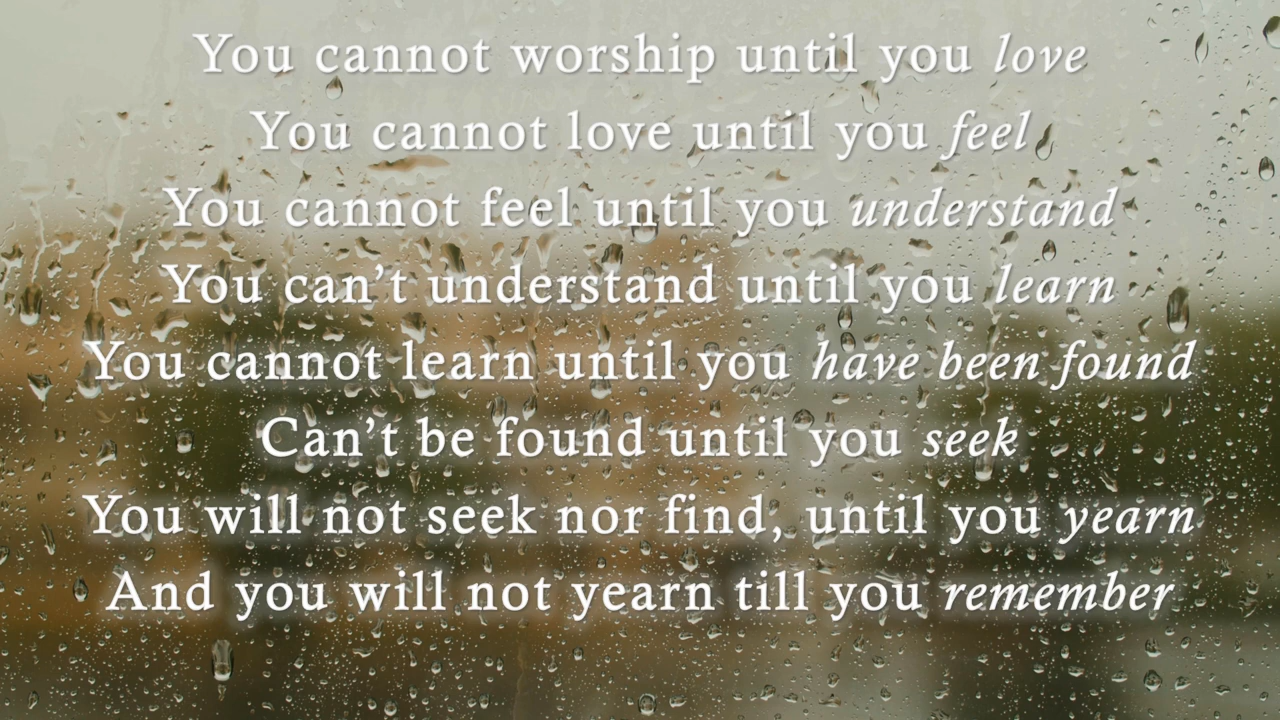 You cannot worship until you love
You cannot love until you feel
You cannot feel until you understand
You can’t understand until you learn
You cannot learn until you have been found
Can’t be found until you seek
You will not seek nor find, until you yearn
And you will not yearn till you remember